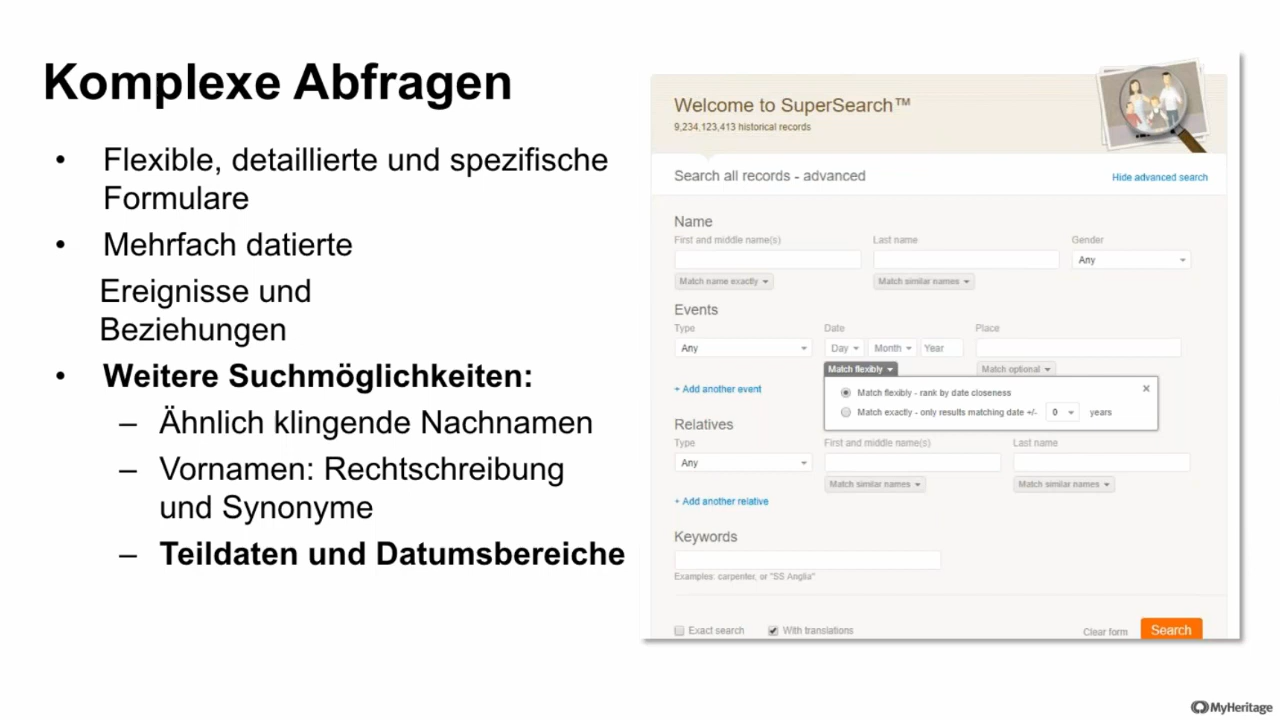 Komplexe Abfragen
• Flexible, detaillierte und spezifische
Formulare
• Mehrfach datierte
Ereignisse und
Beziehungen
• Weitere Suchmöglichkeiten:
– Ähnlich klingende Nachnamen
– Vornamen: Rechtschreibung
und Synonyme
– Teildaten und Datumsbereiche
Welcome to SuperSearch™
9,234,123,413 historical records
Search all records - advanced
Hide advanced search
Name
First and middle name(s) Last name Gender
Any
Match name exactly Match similar names
Events
Type Date Place
Any Day Month Year
Match flexibly Match optional
+ Add another event
Match flexibly - rank by date closeness
Match exactly - only results matching date +/- 0 years
Relatives
Type First and middle name(s) Last name
Any
Match similar names Match similar names
+ Add another relative
Keywords
Examples: carpenter, or "SS Anglia"
Exact search With translations Clear form Search
MyHeritage